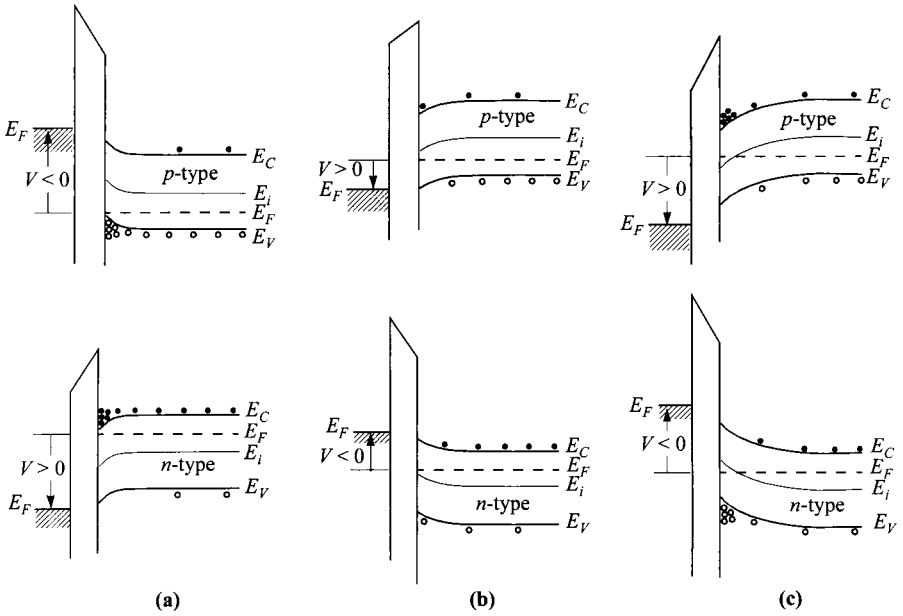 E_F
V < 0
p-type
E_C
E_i
E_F
E_V
V > 0
E_F
p-type
E_C
E_i
E_F
E_V
V > 0
E_F
p-type
E_C
E_i
E_F
E_V
V > 0
E_F
n-type
E_C
E_F
E_i
E_V
E_F
V < 0
n-type
E_C
E_F
E_i
E_V
E_F
V < 0
n-type
E_C
E_F
E_i
E_V
(a)
(b)
(c)